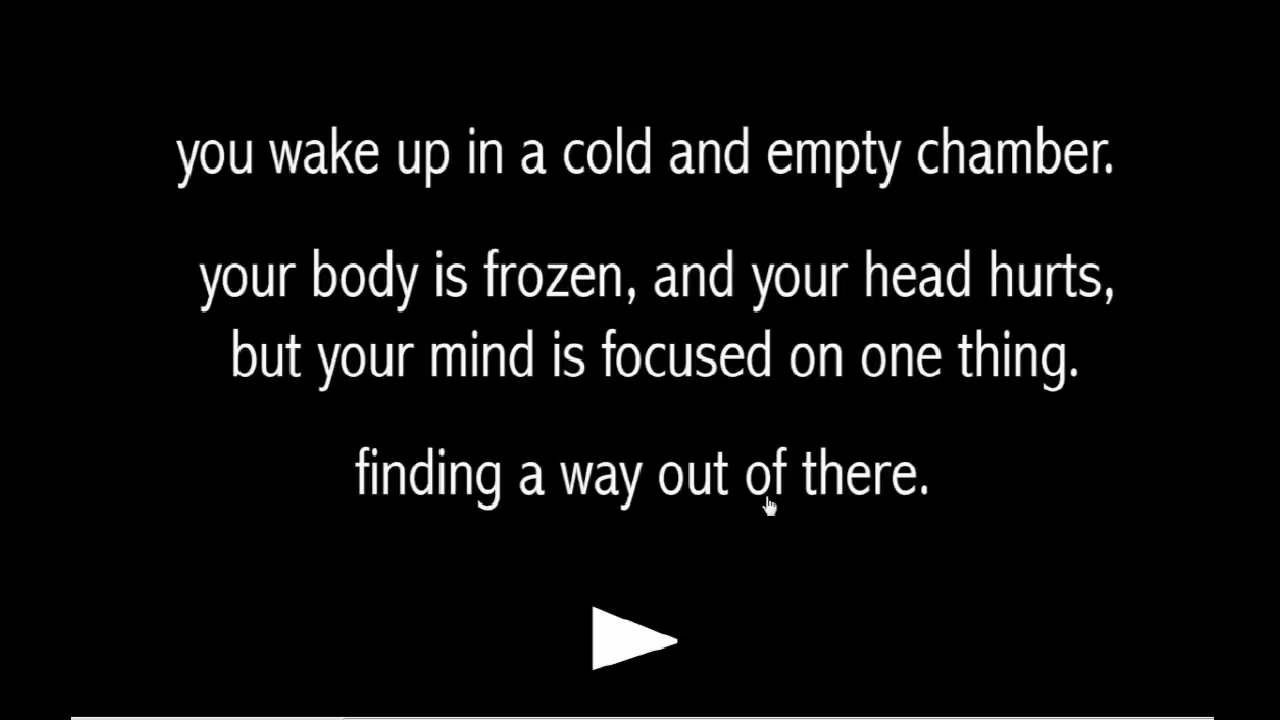 you wake up in a cold and empty chamber.
your body is frozen, and your head hurts,
but your mind is focused on one thing.
finding a way out of there.